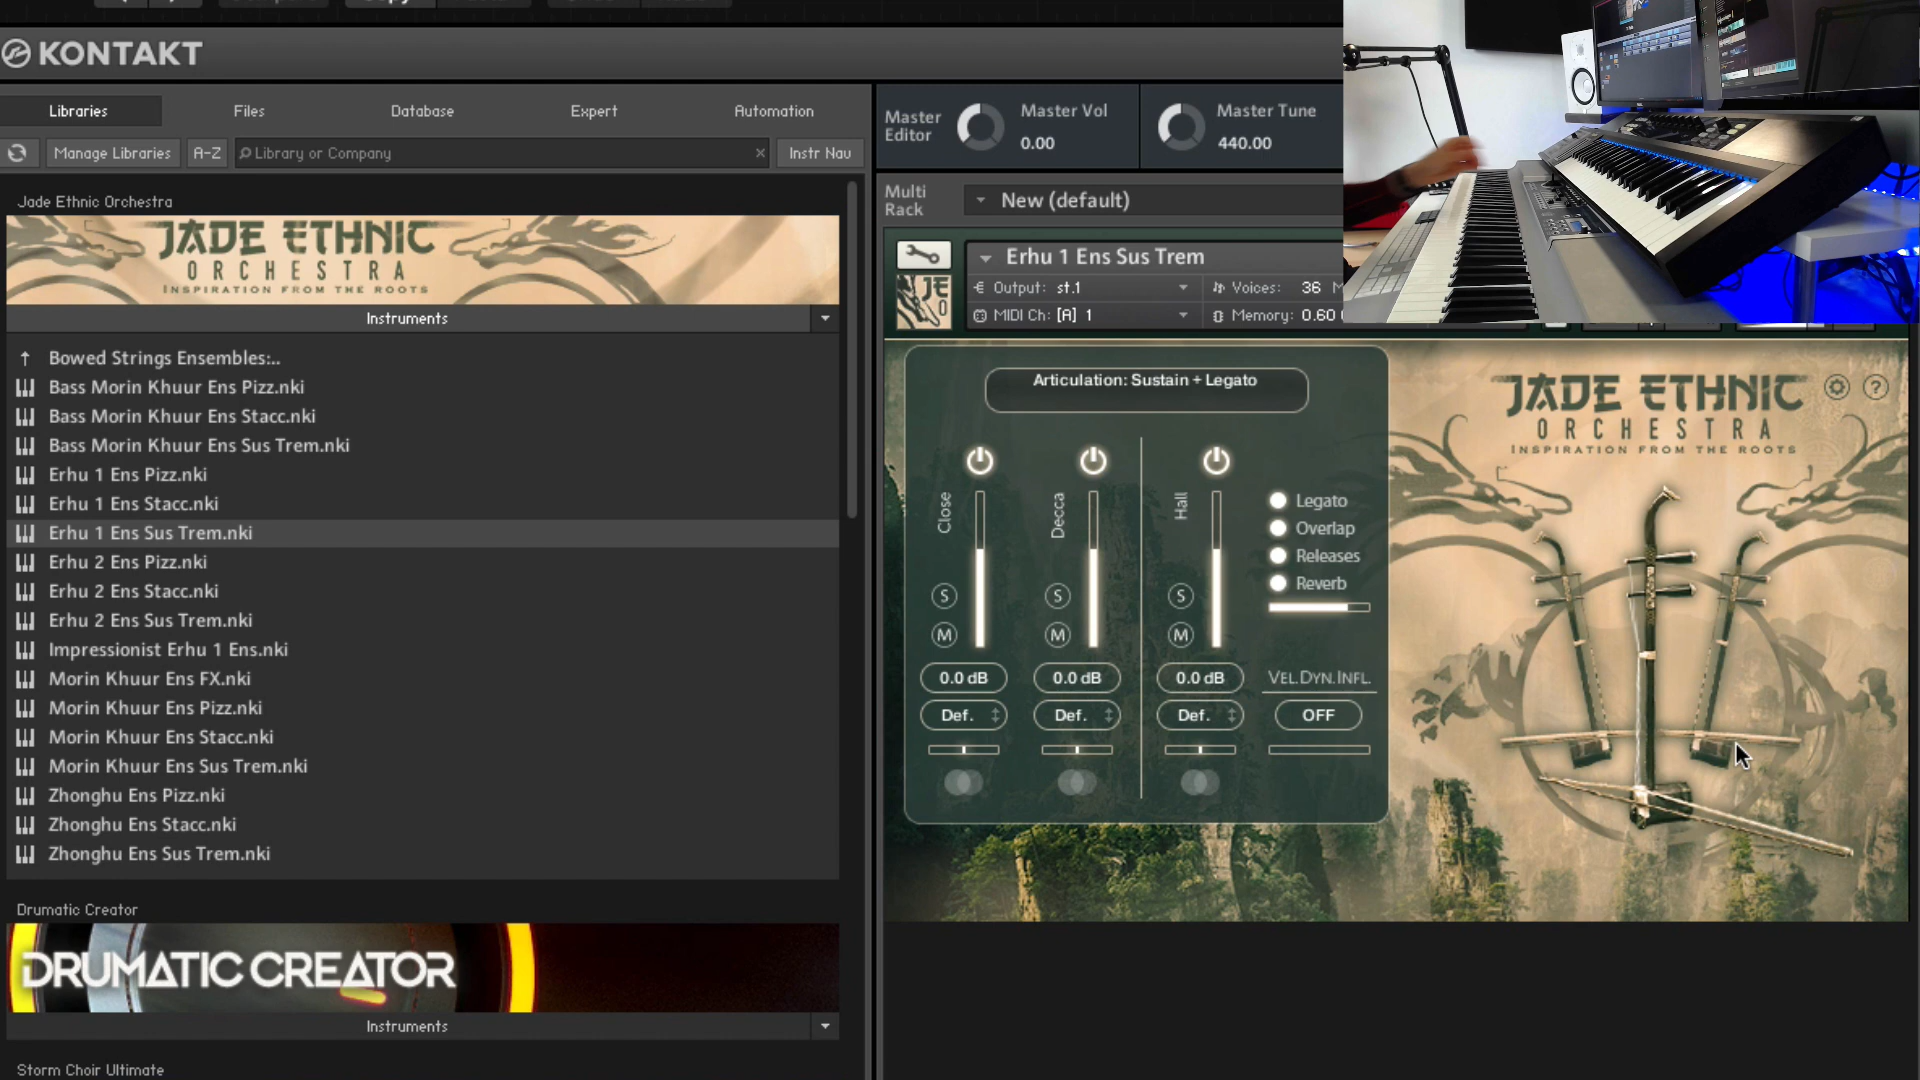 KONTAKT
Libraries
Files
Database
Expert
Automation
Manage Libraries
A-Z
Library or Company
×
Instr Nav
Jade Ethnic Orchestra
JADE ETHNIC
ORCHESTRA
INSPIRATION FROM THE ROOTS
Instruments
Bowed Strings Ensembles:..
Bass Morin Khuur Ens Pizz.nki
Bass Morin Khuur Ens Stacc.nki
Bass Morin Khuur Ens Sus Trem.nki
Erhu 1 Ens Pizz.nki
Erhu 1 Ens Stacc.nki
Erhu 1 Ens Sus Trem.nki
Erhu 2 Ens Pizz.nki
Erhu 2 Ens Stacc.nki
Erhu 2 Ens Sus Trem.nki
Impressionist Erhu 1 Ens.nki
Morin Khuur Ens FX.nki
Morin Khuur Ens Pizz.nki
Morin Khuur Ens Stacc.nki
Morin Khuur Ens Sus Trem.nki
Zhonghu Ens Pizz.nki
Zhonghu Ens Stacc.nki
Zhonghu Ens Sus Trem.nki
Drumatic Creator
DRUMATIC CREATOR
Instruments
Storm Choir Ultimate
Master
Editor
Master Vol
0.00
Master Tune
440.00
Multi
Rack
New (default)
JE
O
Erhu 1 Ens Sus Trem
Output: st.1
Voices: 36
MIDI Ch: [A] 1
Memory: 0.60
Articulation: Sustain + Legato
Close
Decca
Hall
Legato
Overlap
Releases
Reverb
S
S
S
M
M
M
0.0 dB
0.0 dB
0.0 dB
VEL.DYN.INFL.
Def.
Def.
Def.
OFF
JADE ETHNIC
ORCHESTRA
INSPIRATION FROM THE ROOTS
?